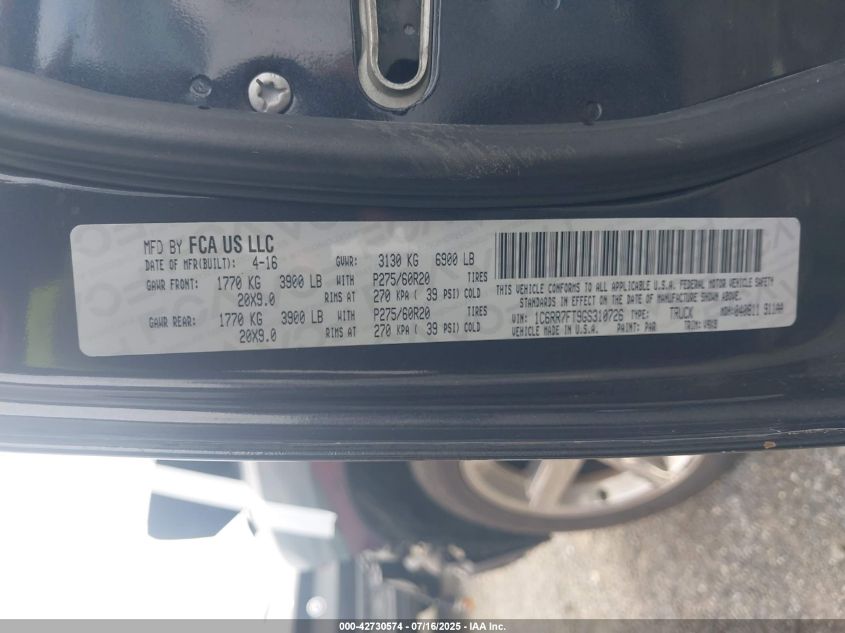 MFD BY FCA US LLC
DATE OF MFR(BUILT): 4-16 GVWR: 3130 KG 6900 LB
GAWR FRONT: 1770 KG 3900 LB WITH P275/60R20 TIRES
20X9.0 RIMS AT 270 KPA ( 39 PSI) COLD
GAWR REAR: 1770 KG 3900 LB WITH P275/60R20 TIRES
20X9.0 RIMS AT 270 KPA ( 39 PSI) COLD
THIS VEHICLE CONFORMS TO ALL APPLICABLE U.S.A. FEDERAL MOTOR VEHICLE SAFETY
STANDARDS IN EFFECT ON THE DATE OF MANUFACTURE SHOWN ABOVE.
VIN: 1C6RR7FT9GS310726 TYPE: TRUCK MDH:040811 911AA
VEHICLE MADE IN U.S.A. PAINT: PAR TRIM:
000-42730574 - 07/16/2025 - IAA Inc.